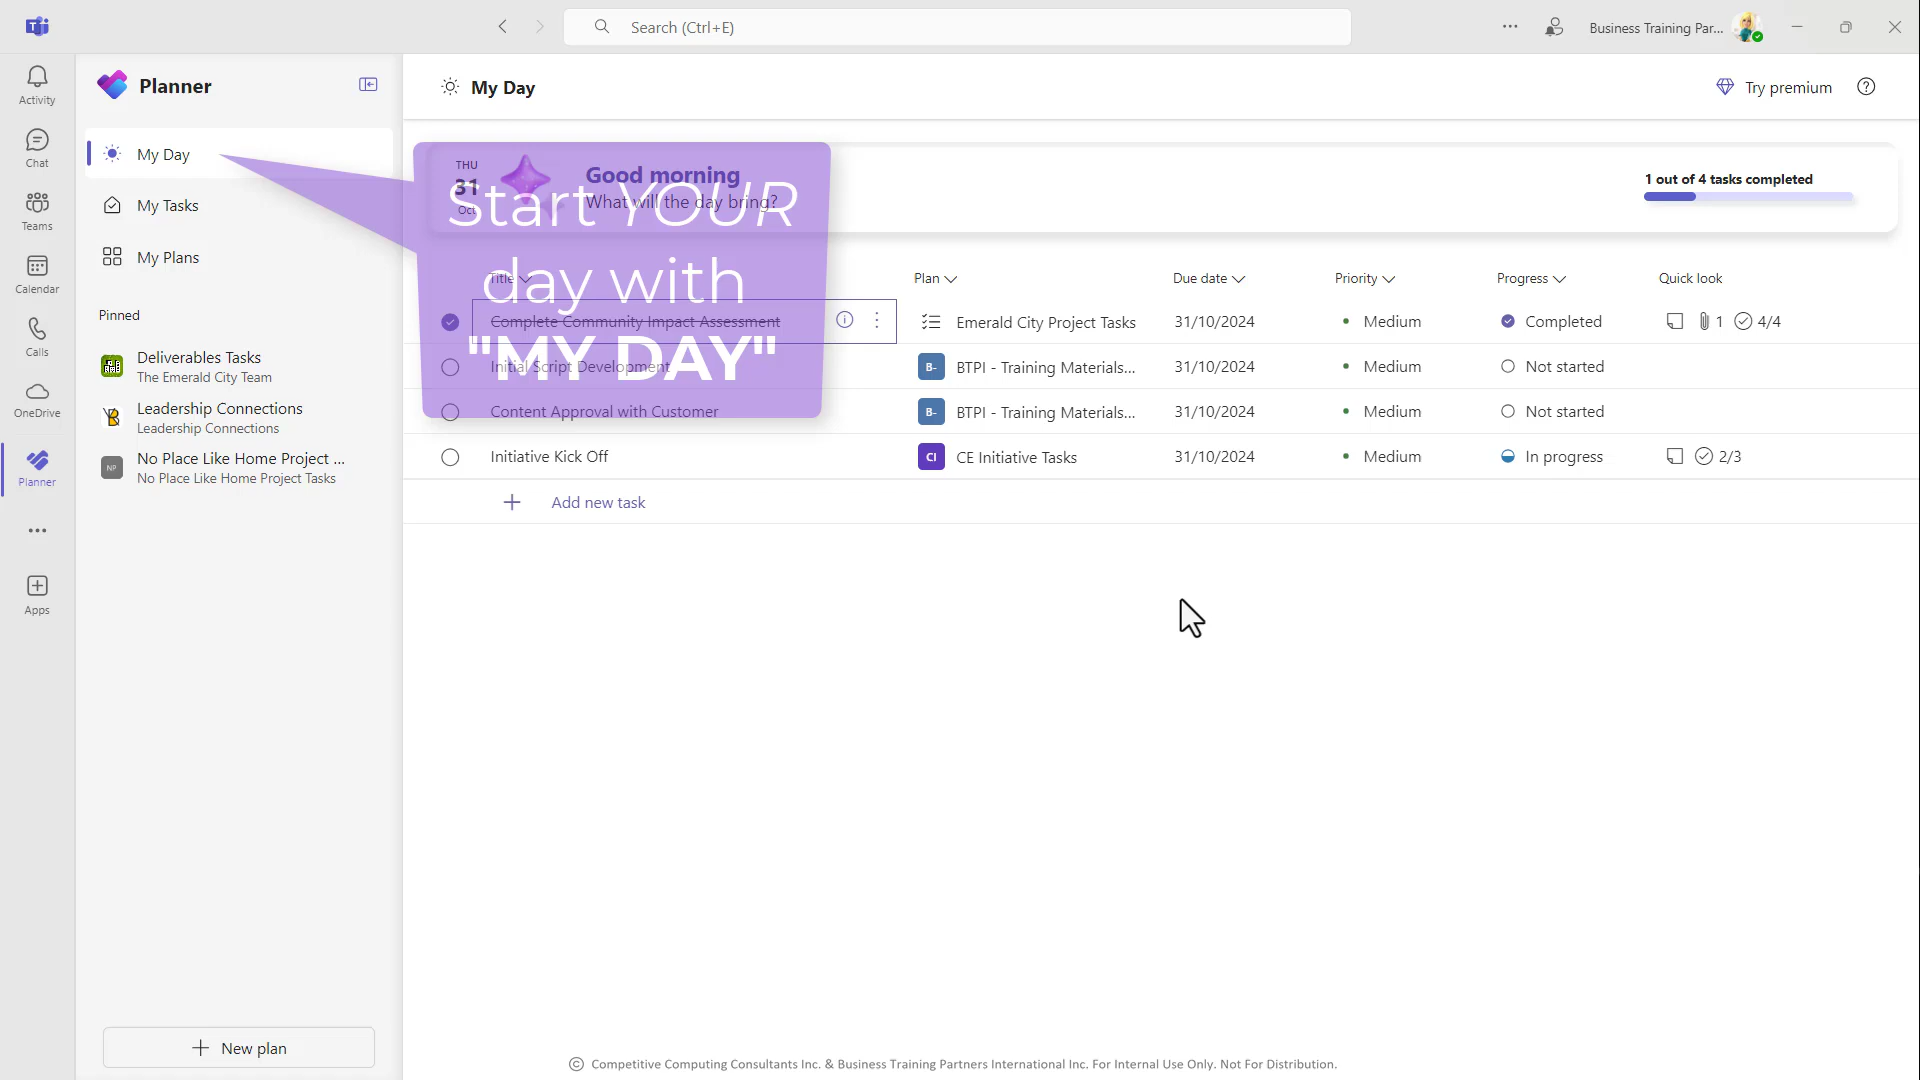 Search (Ctrl+E)
Business Training Par...
Activity
Chat
Teams
Calendar
Calls
OneDrive
Planner
Apps
Planner
My Day
My Tasks
My Plans
Pinned
Deliverables Tasks
The Emerald City Team
Leadership Connections
Leadership Connections
NP
No Place Like Home Project ...
No Place Like Home Project Tasks
New plan
My Day
Try premium
THU
31
Oct
Good morning
What will the day bring?
1 out of 4 tasks completed
Start YOUR
day with
"MY DAY"
Title Plan Due date Priority Progress Quick look
Complete Community Impact Assessment Emerald City Project Tasks 31/10/2024 Medium Completed 1 4/4
Initial Script Development B- BTPI - Training Materials... 31/10/2024 Medium Not started
Content Approval with Customer B- BTPI - Training Materials... 31/10/2024 Medium Not started
Initiative Kick Off CI CE Initiative Tasks 31/10/2024 Medium In progress 2/3
Add new task
© Competitive Computing Consultants Inc. & Business Training Partners International Inc. For Internal Use Only. Not For Distribution.